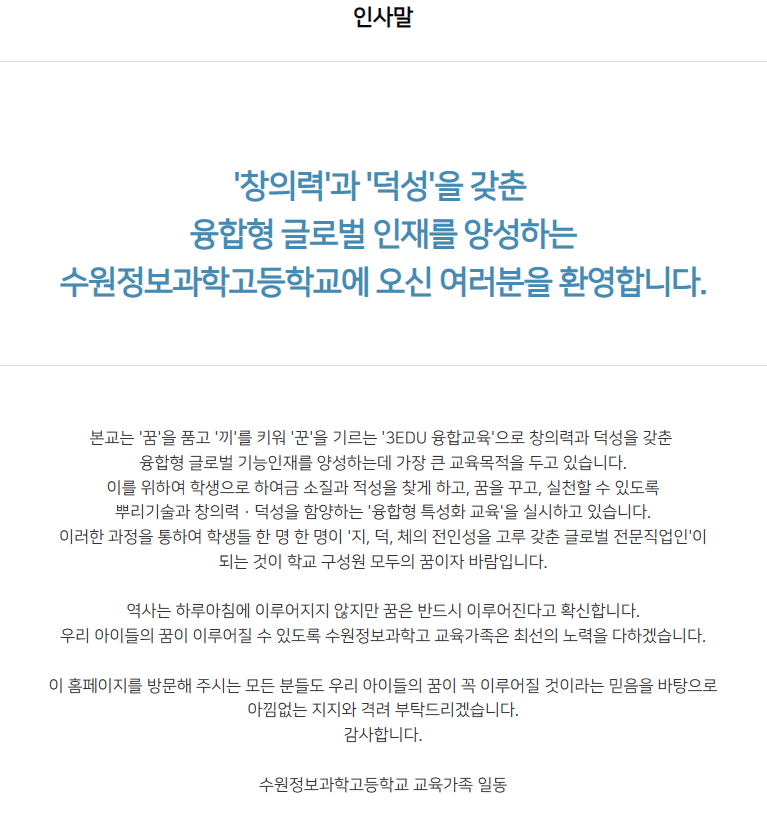 인사말
'창의력'과 '덕성'을 갖춘
융합형 글로벌 인재를 양성하는
수원정보과학고등학교에 오신 여러분을 환영합니다.
본교는 '꿈'을 품고 '끼'를 키워 '꾼'을 기르는 '3EDU 융합교육'으로 창의력과 덕성을 갖춘
융합형 글로벌 기능인재를 양성하는데 가장 큰 교육목적을 두고 있습니다.
이를 위하여 학생으로 하여금 소질과 적성을 찾게 하고, 꿈을 꾸고, 실천할 수 있도록
뿌리기술과 창의력 · 덕성을 함양하는 '융합형 특성화 교육'을 실시하고 있습니다.
이러한 과정을 통하여 학생들 한 명 한 명이 '지, 덕, 체의 전인성을 고루 갖춘 글로벌 전문직업인'이
되는 것이 학교 구성원 모두의 꿈이자 바람입니다.
역사는 하루아침에 이루어지지 않지만 꿈은 반드시 이루어진다고 확신합니다.
우리 아이들의 꿈이 이루어질 수 있도록 수원정보과학고 교육가족은 최선의 노력을 다하겠습니다.
이 홈페이지를 방문해 주시는 모든 분들도 우리 아이들의 꿈이 꼭 이루어질 것이라는 믿음을 바탕으로
아낌없는 지지와 격려 부탁드리겠습니다.
감사합니다.
수원정보과학고등학교 교육가족 일동